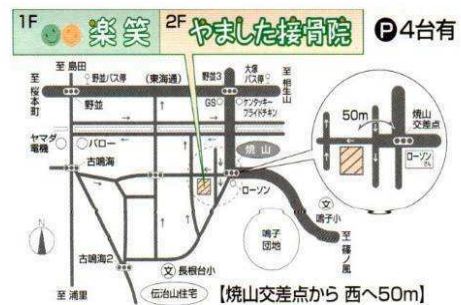 1F 楽笑 2F やました接骨院 P4台有
至島田
至桜本町
野並バス停
(東海通)
野並3
大塚バス停
至相生山
野並
GS
ケンタッキーフライドチキン
50m
焼山交差点
ヤマダ電機
バロー
古鳴海
焼山
ローソン
ローソン
N
文 鳴子小
鳴子団地
至篠ノ風
古鳴海2
文 長根台小
至浦里
伝治山住宅
【焼山交差点から 西へ50m】